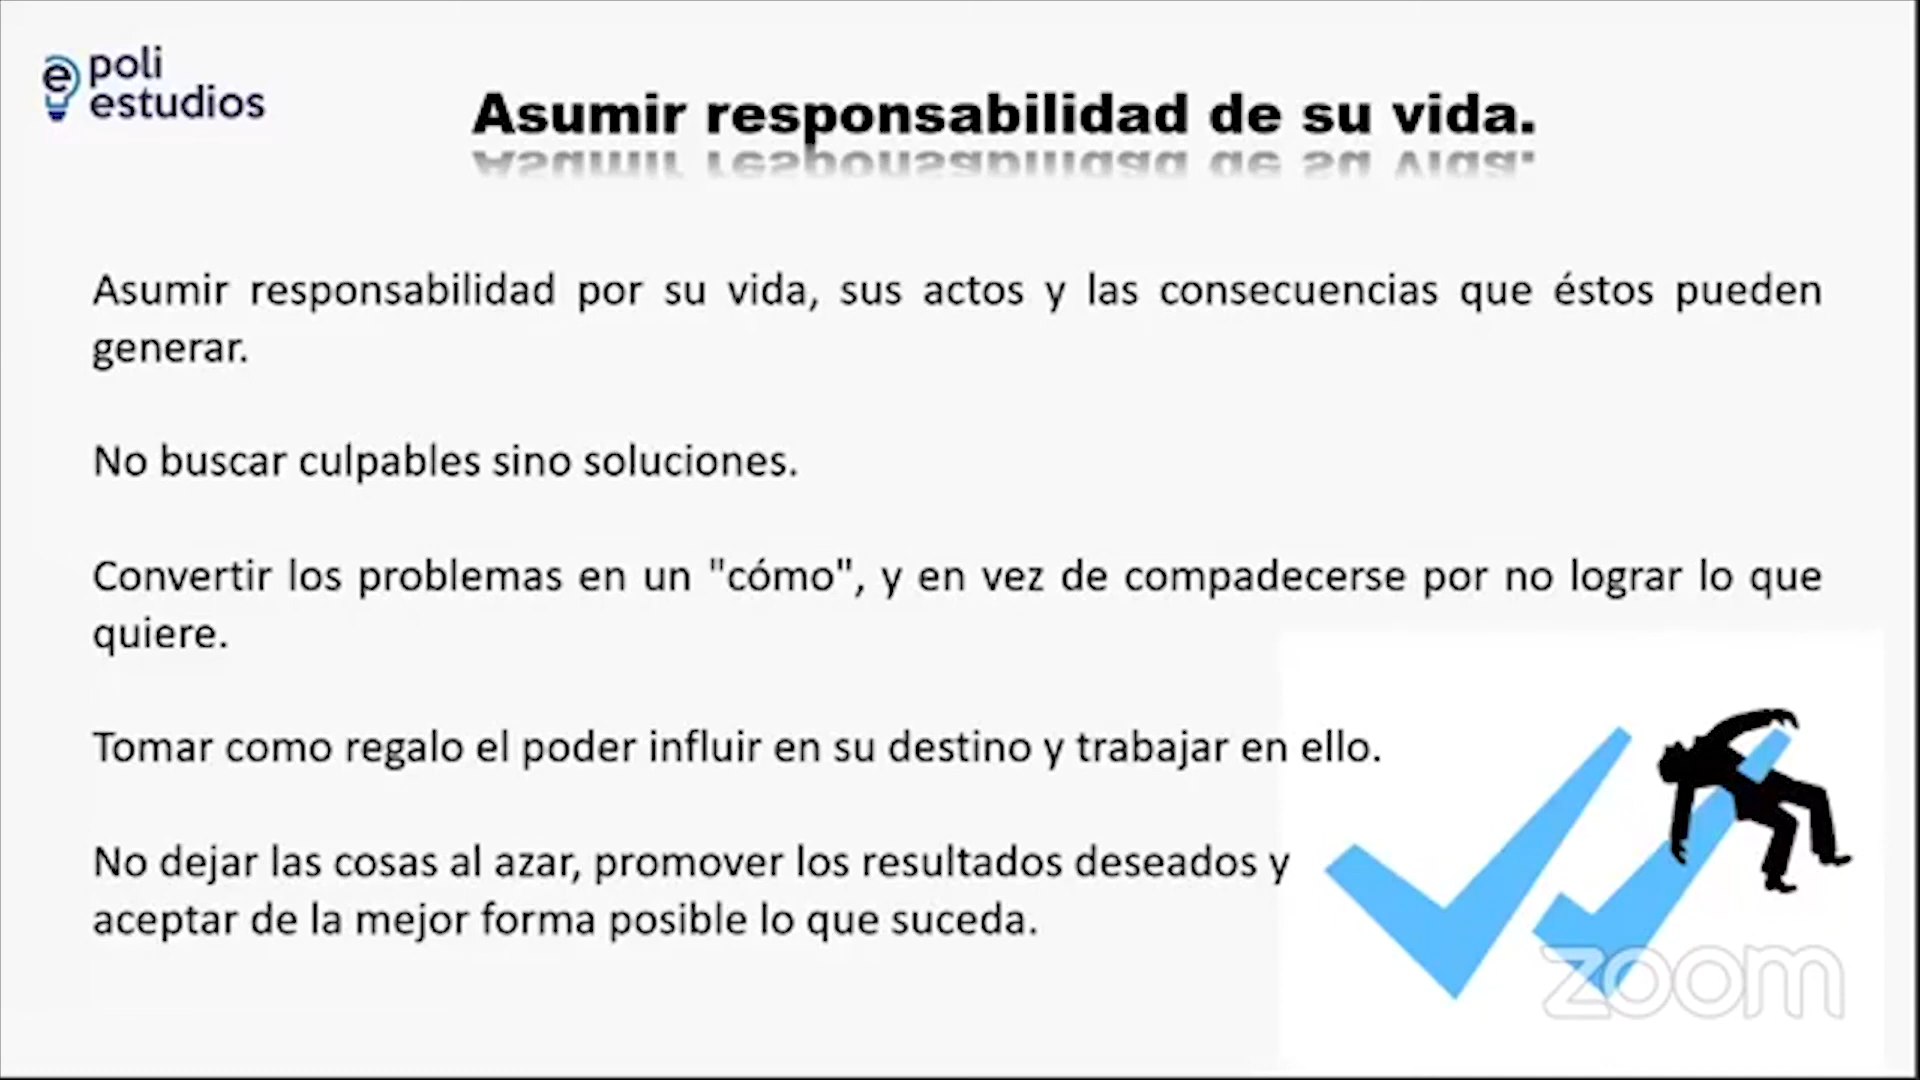 poli
estudios
Asumir responsabilidad de su vida.
Asumir responsabilidad por su vida, sus actos y las consecuencias que éstos pueden
generar.
No buscar culpables sino soluciones.
Convertir los problemas en un "cómo", y en vez de compadecerse por no lograr lo que
quiere.
Tomar como regalo el poder influir en su destino y trabajar en ello.
No dejar las cosas al azar, promover los resultados deseados y
aceptar de la mejor forma posible lo que suceda.
zoom